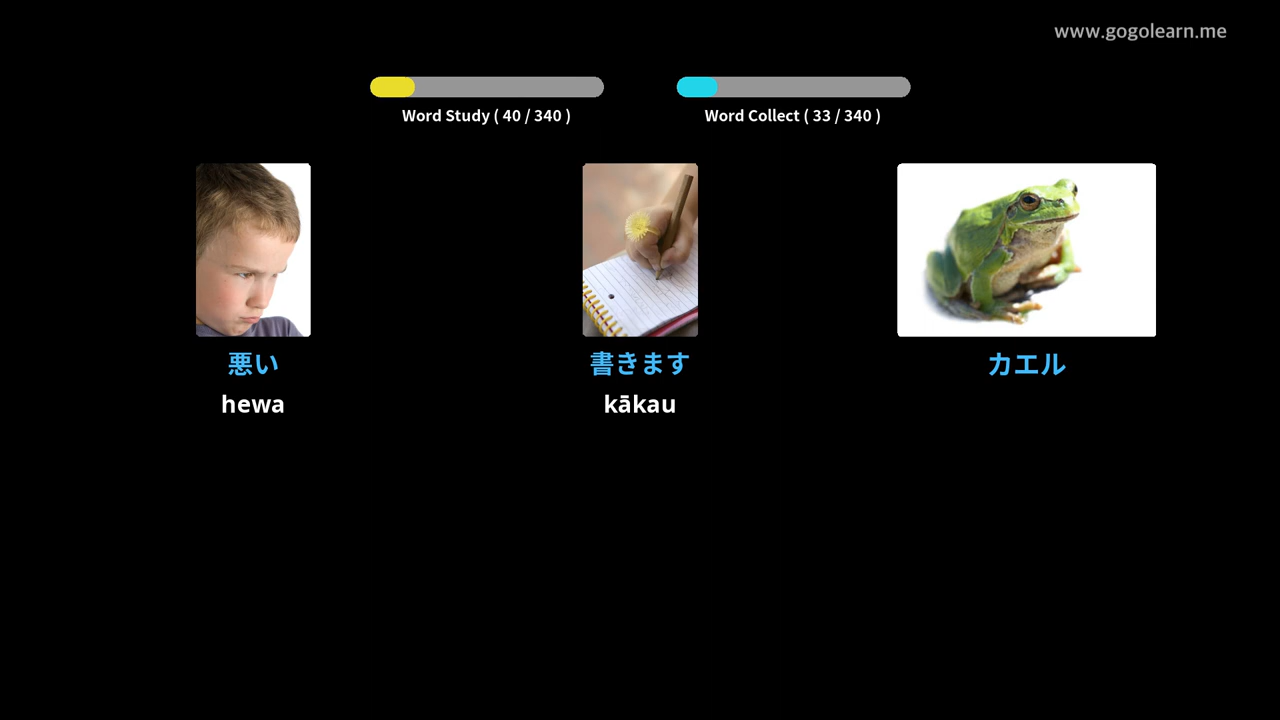 www.gogolearn.me
Word Study ( 40 / 340 )
Word Collect ( 33 / 340 )
悪い
書きます
カエル
hewa
kākau